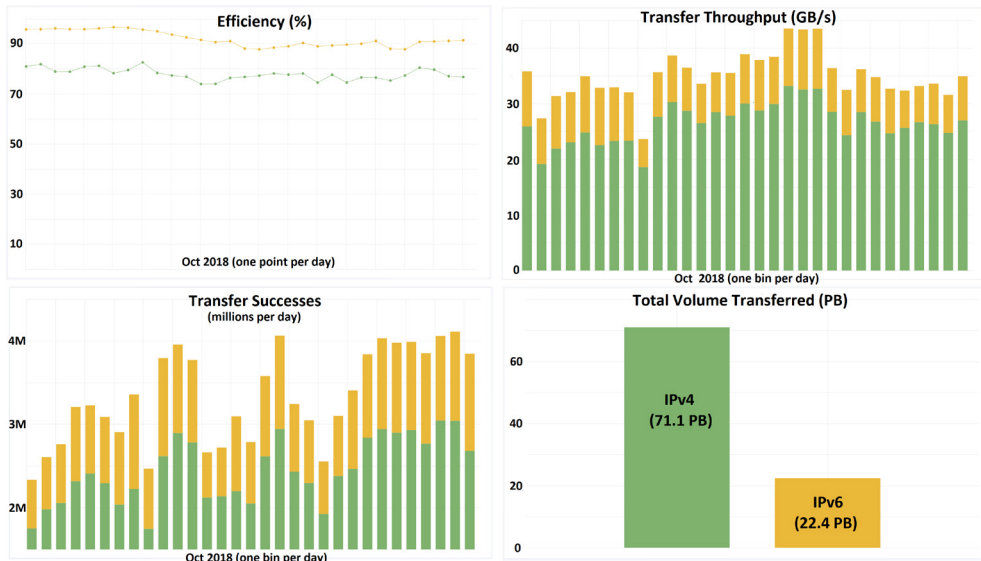 Efficiency (%)
90
70
50
30
10
Oct 2018 (one point per day)
Transfer Throughput (GB/s)
40
30
20
10
0
Oct 2018 (one bin per day)
Transfer Successes
(millions per day)
4M
3M
2M
Oct 2018 (one bin per day)
Total Volume Transferred (PB)
60
40
20
0
IPv4
(71.1 PB)
IPv6
(22.4 PB)